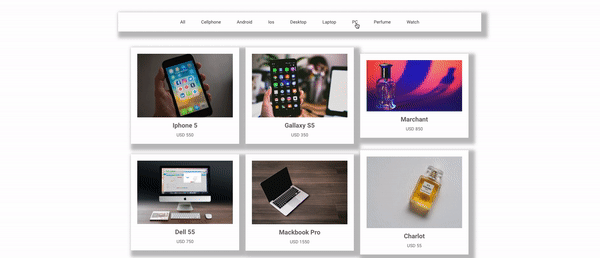 All Cellphone Android Ios Desktop Laptop PC Perfume Watch
Iphone 5
USD 550
Gallaxy S5
USD 350
Marchant
USD 850
Dell 55
USD 750
Mackbook Pro
USD 1550
Charlot
USD 55